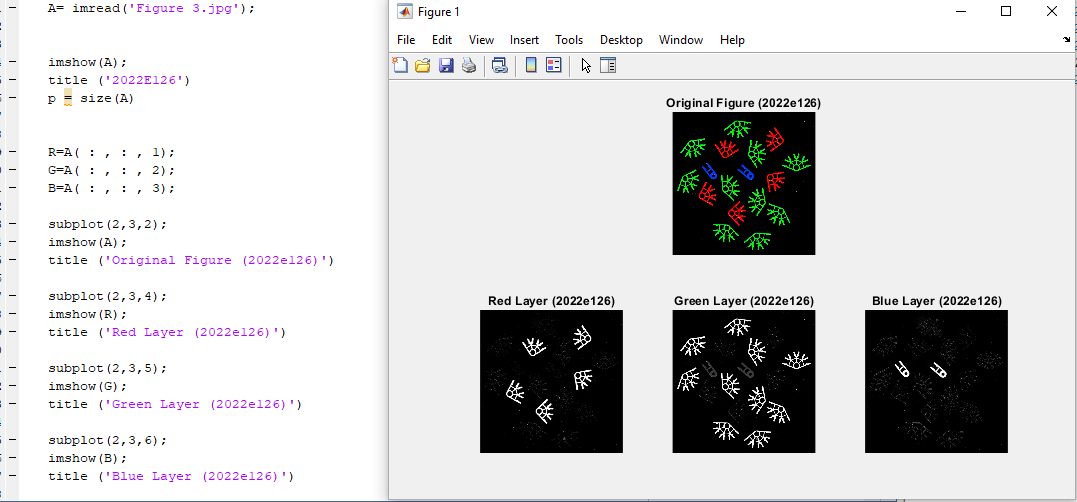 A= imread('Figure 3.jpg');
imshow(A);
title ('2022E126')
p = size(A)
R=A( : , : , 1);
G=A( : , : , 2);
B=A( : , : , 3);
subplot(2,3,2);
imshow(A);
title ('Original Figure (2022e126)')
subplot(2,3,4);
imshow(R);
title ('Red Layer (2022e126)')
subplot(2,3,5);
imshow(G);
title ('Green Layer (2022e126)')
subplot(2,3,6);
imshow(B);
title ('Blue Layer (2022e126)')
Figure 1
File Edit View Insert Tools Desktop Window Help
Original Figure (2022e126)
Red Layer (2022e126) Green Layer (2022e126) Blue Layer (2022e126)